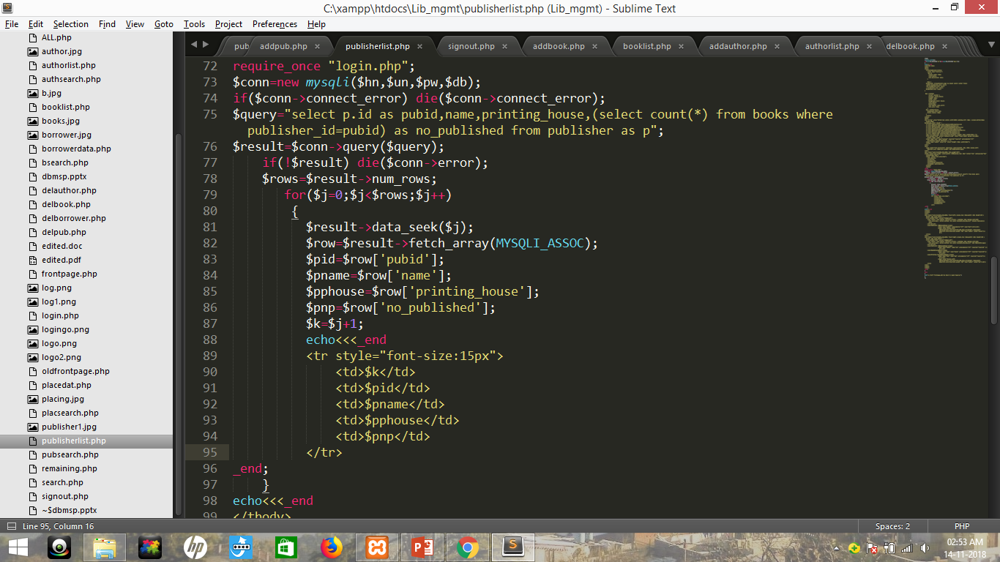 C:\xampp\htdocs\Lib_mgmt\publisherlist.php (Lib_mgmt) - Sublime Text
File Edit Selection Find View Goto Tools Project Preferences Help
ALL.php
author.jpg
authorlist.php
authsearch.php
b.jpg
booklist.php
books.jpg
borrower.jpg
borrowerdata.php
bsearch.php
dbmsp.pptx
delauthor.php
delbook.php
delborrower.php
delpub.php
edited.doc
edited.pdf
frontpage.php
log.png
log1.png
login.php
logingo.png
logo.png
logo2.png
oldfrontpage.php
placedat.php
placing.jpg
placsearch.php
publisher1.jpg
publisherlist.php
pubsearch.php
remaining.php
search.php
signout.php
~$dbmsp.pptx
pub addpub.php × publisherlist.php × signout.php × addbook.php × booklist.php × addauthor.php × authorlist.php × delbook.php ×
72 require_once "login.php";
73 $conn=new mysqli($hn,$un,$pw,$db);
74 if($conn->connect_error) die($conn->connect_error);
75 $query="select p.id as pubid,name,printing_house,(select count(*) from books where
publisher_id=pubid) as no_published from publisher as p";
76 $result=$conn->query($query);
77 if(!$result) die($conn->error);
78 $rows=$result->num_rows;
79 for($j=0;$j<$rows;$j++)
80 {
81 $result->data_seek($j);
82 $row=$result->fetch_array(MYSQLI_ASSOC);
83 $pid=$row['pubid'];
84 $pname=$row['name'];
85 $pphouse=$row['printing_house'];
86 $pnp=$row['no_published'];
87 $k=$j+1;
88 echo<<<_end
89 <tr style="font-size:15px">
90 <td>$k</td>
91 <td>$pid</td>
92 <td>$pname</td>
93 <td>$pphouse</td>
94 <td>$pnp</td>
95 </tr>
96 _end;
97 }
98 echo<<<_end
99 </tbody>
Line 95, Column 16 Spaces: 2 PHP
02:53 AM
14-11-2018